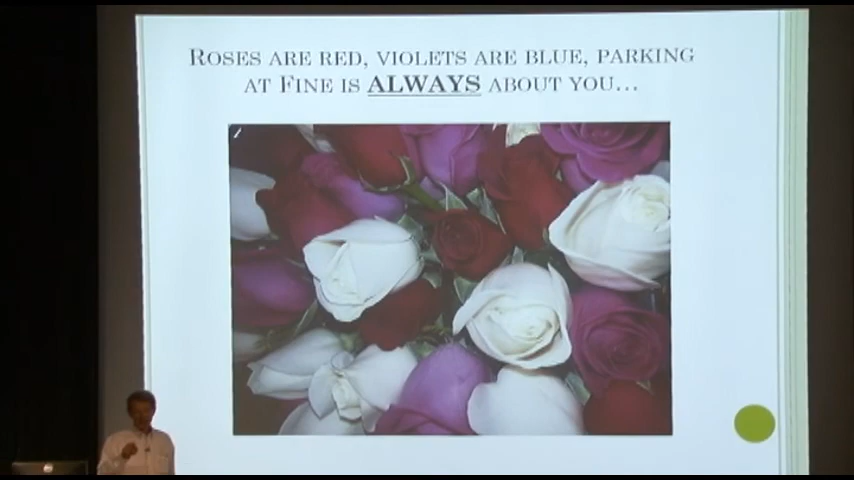 ROSES ARE RED, VIOLETS ARE BLUE, PARKING
AT FINE IS ALWAYS ABOUT YOU...